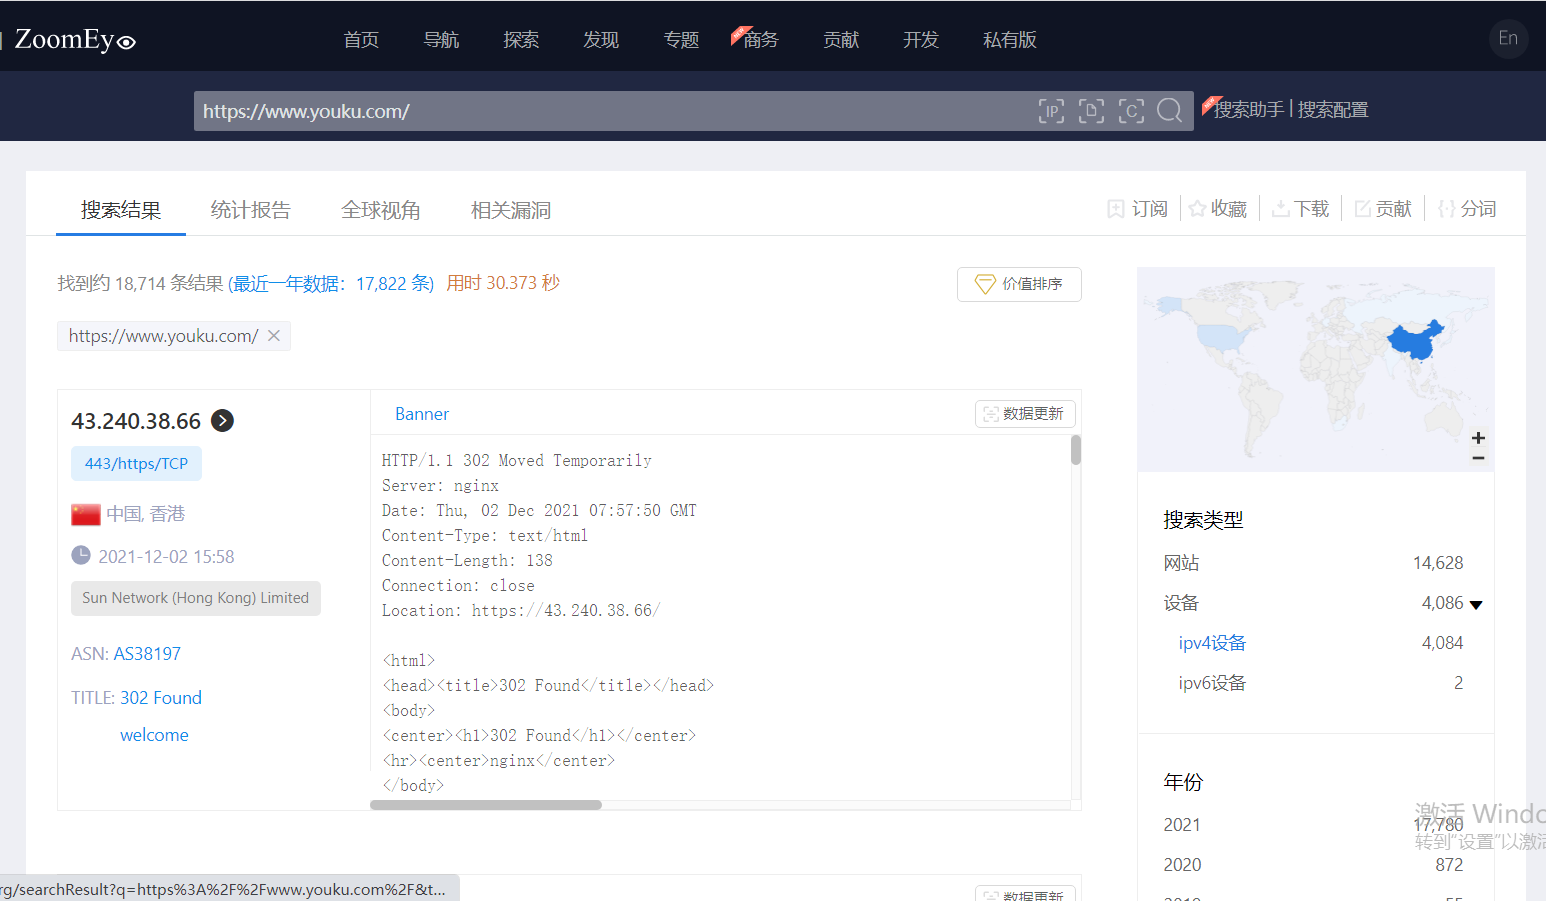 ZoomEye
首页 导航 探索 发现 专题 NEW 商务 贡献 开发 私有版 En
https://www.youku.com/ IP D C NEW 搜索助手 | 搜索配置
搜索结果 统计报告 全球视角 相关漏洞 订阅 收藏 下载 贡献 分词
找到约 18,714 条结果 (最近一年数据：17,822 条) 用时 30.373 秒
价值排序
https://www.youku.com/ ×
43.240.38.66
443/https/TCP
中国, 香港
2021-12-02 15:58
Sun Network (Hong Kong) Limited
ASN: AS38197
TITLE: 302 Found
welcome
Banner
数据更新
HTTP/1.1 302 Moved Temporarily
Server: nginx
Date: Thu, 02 Dec 2021 07:57:50 GMT
Content-Type: text/html
Content-Length: 138
Connection: close
Location: https://43.240.38.66/
<html>
<head><title>302 Found</title></head>
<body>
<center><h1>302 Found</h1></center>
<hr><center>nginx</center>
</body>
数据更新
+
−
搜索类型
网站 14,628
设备 4,086
ipv4设备 4,084
ipv6设备 2
年份
2021 17,780
2020 872
激活 Windo
转到"设置"以激活
rg/searchResult?q=https%3A%2F%2Fwww.youku.com%2F&t...